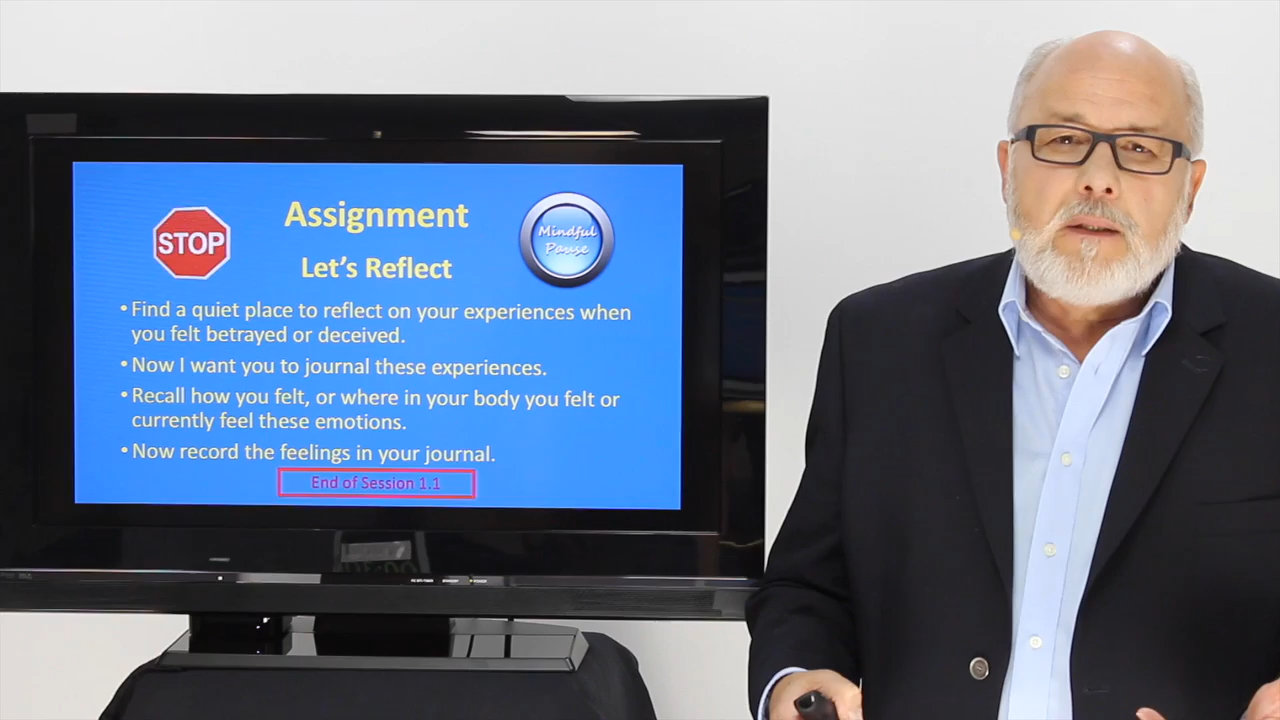 Assignment
STOP
Mindful
Pause
Let's Reflect
•Find a quiet place to reflect on your experiences when
you felt betrayed or deceived.
•Now I want you to journal these experiences.
•Recall how you felt, or where in your body you felt or
currently feel these emotions.
•Now record the feelings in your journal.
End of Session 1.1